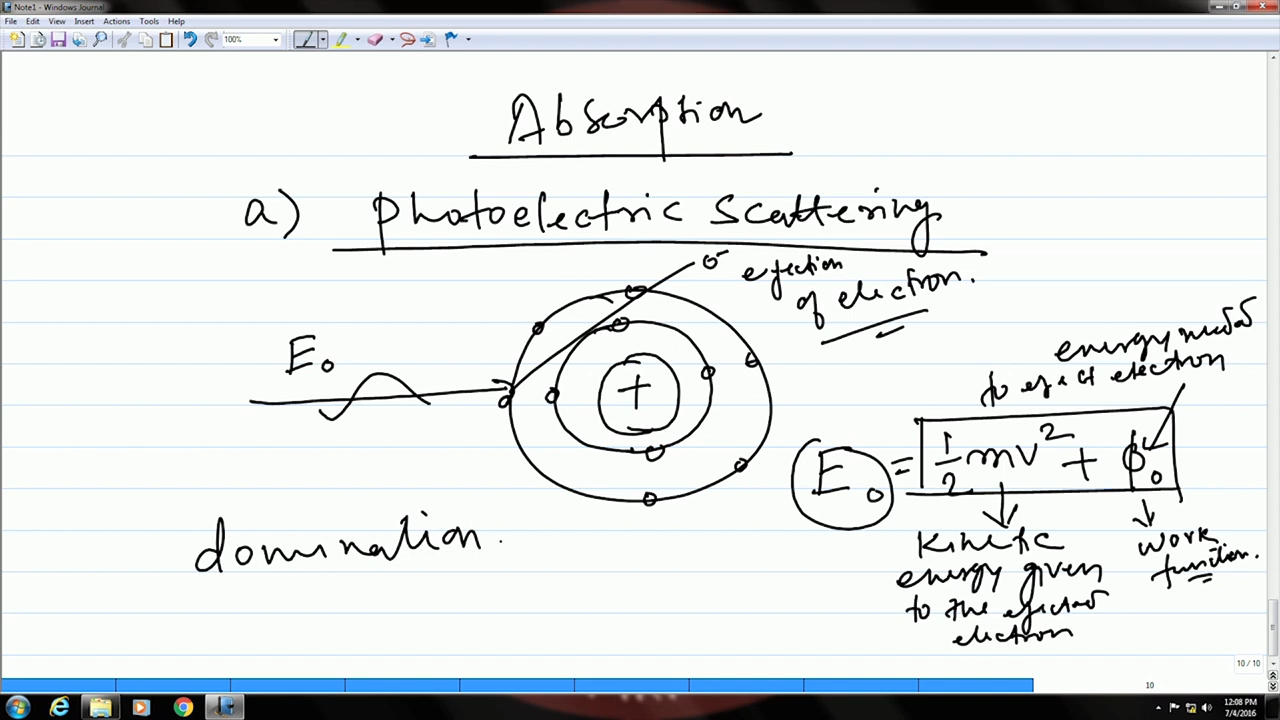 Note1 - Windows Journal
File Edit View Insert Actions Tools Help
100%
Absorption
a) Photoelectric Scattering
e-
ejection
of electron.
E₀
+
energy needed
to eject electron
E₀ = 1/2 mv² + ϕ₀
Kinetic
energy given
to the ejected
electron
work
function.
domination.
10 / 10
10
12:08 PM
7/4/2016